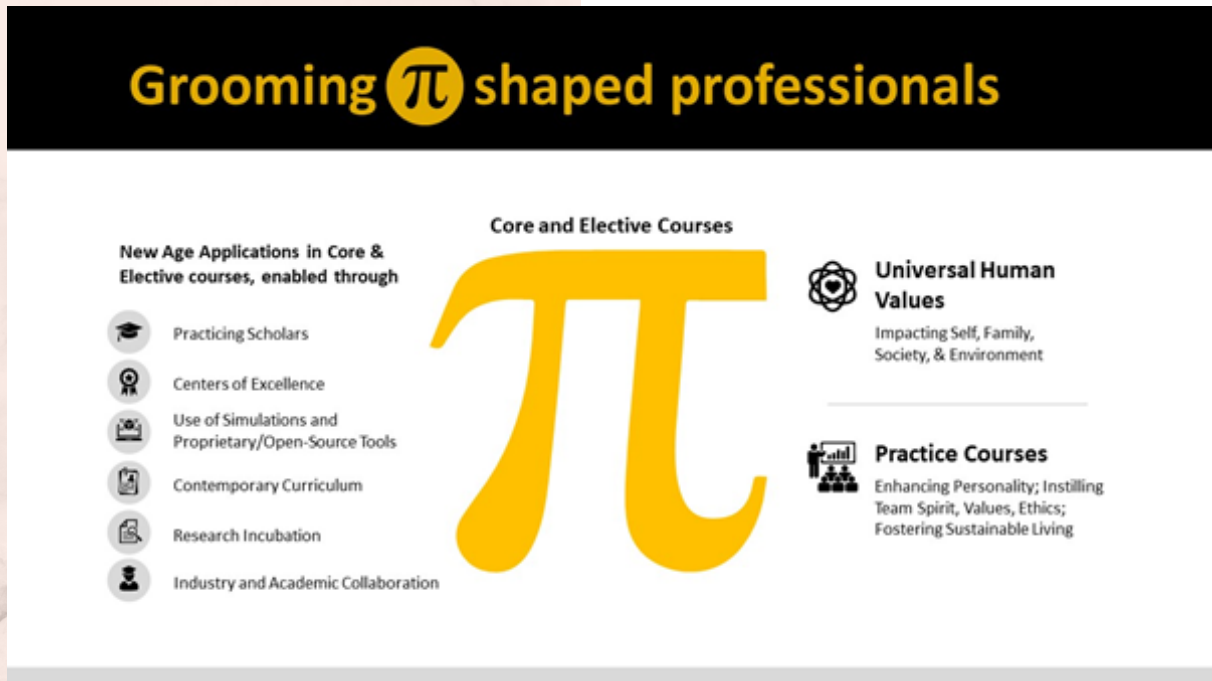 Grooming π shaped professionals
Core and Elective Courses
New Age Applications in Core &
Elective courses, enabled through
Practicing Scholars
Centers of Excellence
Use of Simulations and
Proprietary/Open-Source Tools
Contemporary Curriculum
Research Incubation
Industry and Academic Collaboration
π
Universal Human
Values
Impacting Self, Family,
Society, & Environment
Practice Courses
Enhancing Personality; Instilling
Team Spirit, Values, Ethics;
Fostering Sustainable Living